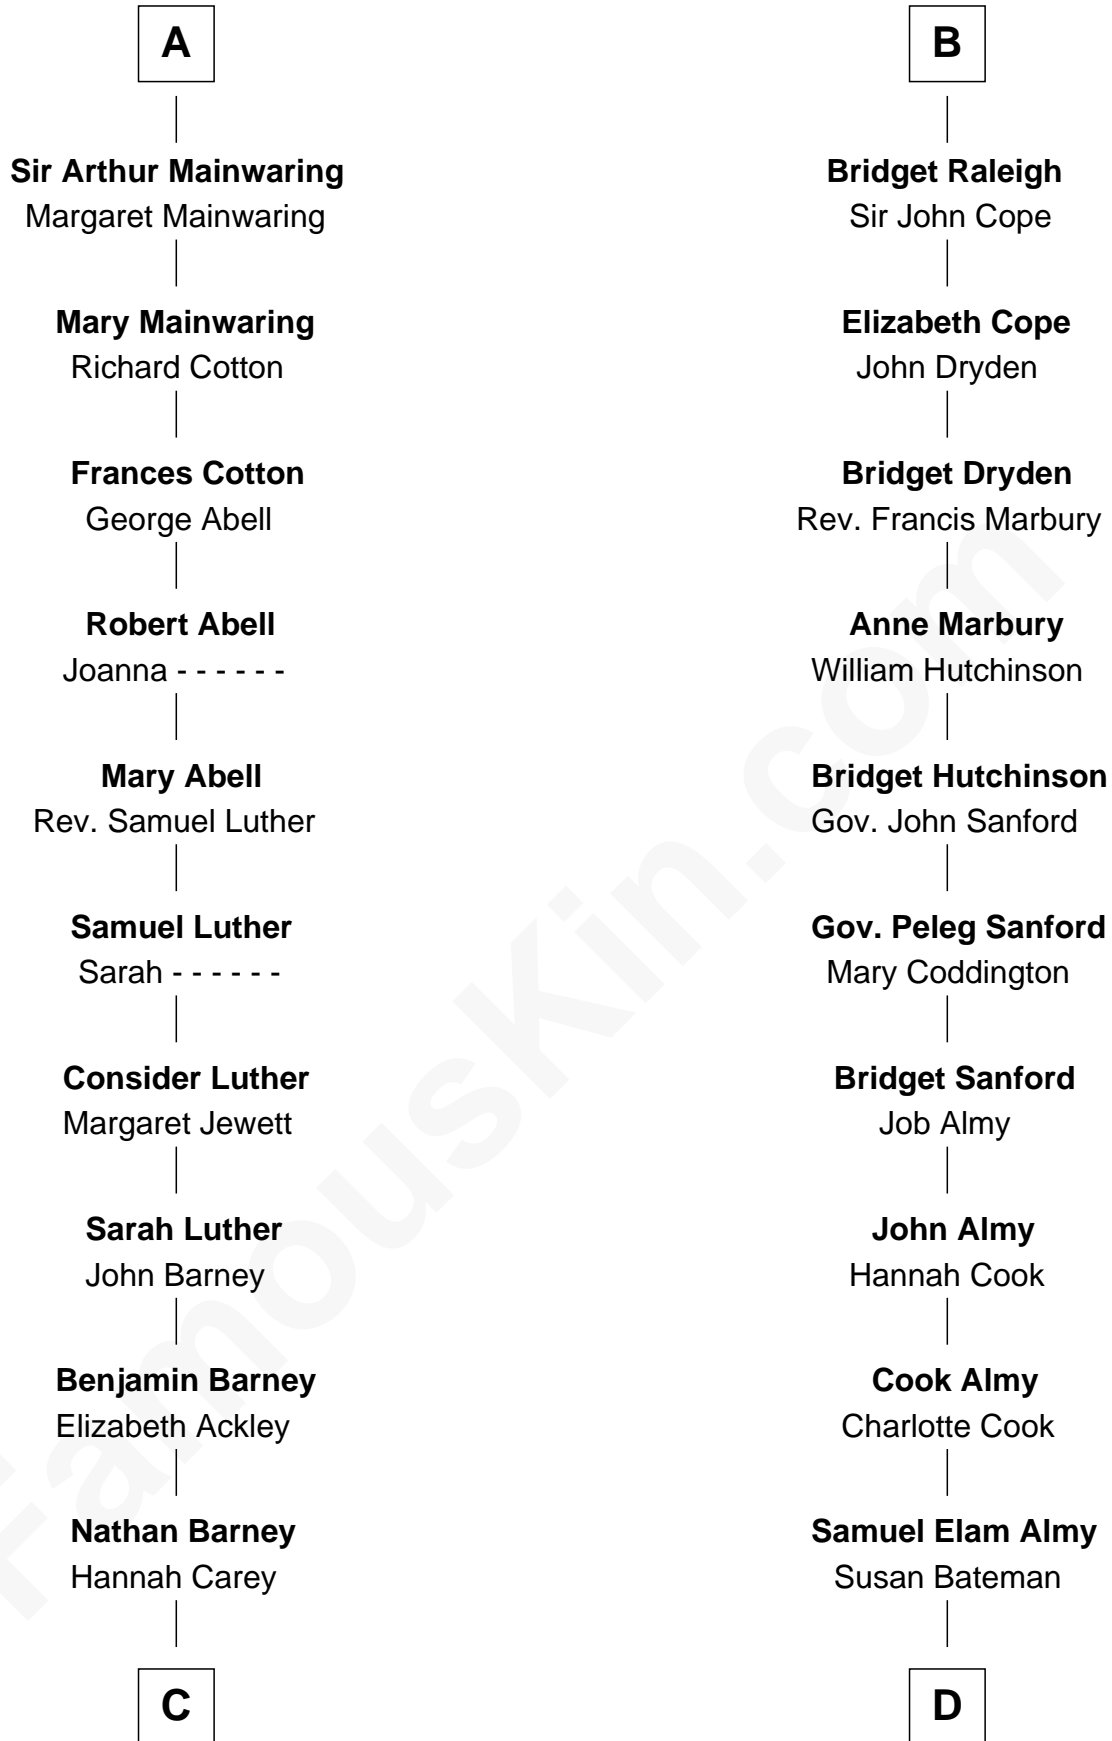 A
Sir Arthur Mainwaring
Margaret Mainwaring
Mary Mainwaring
Richard Cotton
Frances Cotton
George Abell
Robert Abell
Joanna - - - - - -
Mary Abell
Rev. Samuel Luther
Samuel Luther
Sarah - - - - - -
Consider Luther
Margaret Jewett
Sarah Luther
John Barney
Benjamin Barney
Elizabeth Ackley
Nathan Barney
Hannah Carey
C
B
Bridget Raleigh
Sir John Cope
Elizabeth Cope
John Dryden
Bridget Dryden
Rev. Francis Marbury
Anne Marbury
William Hutchinson
Bridget Hutchinson
Gov. John Sanford
Gov. Peleg Sanford
Mary Coddington
Bridget Sanford
Job Almy
John Almy
Hannah Cook
Cook Almy
Charlotte Cook
Samuel Elam Almy
Susan Bateman
D
FamousKin.com